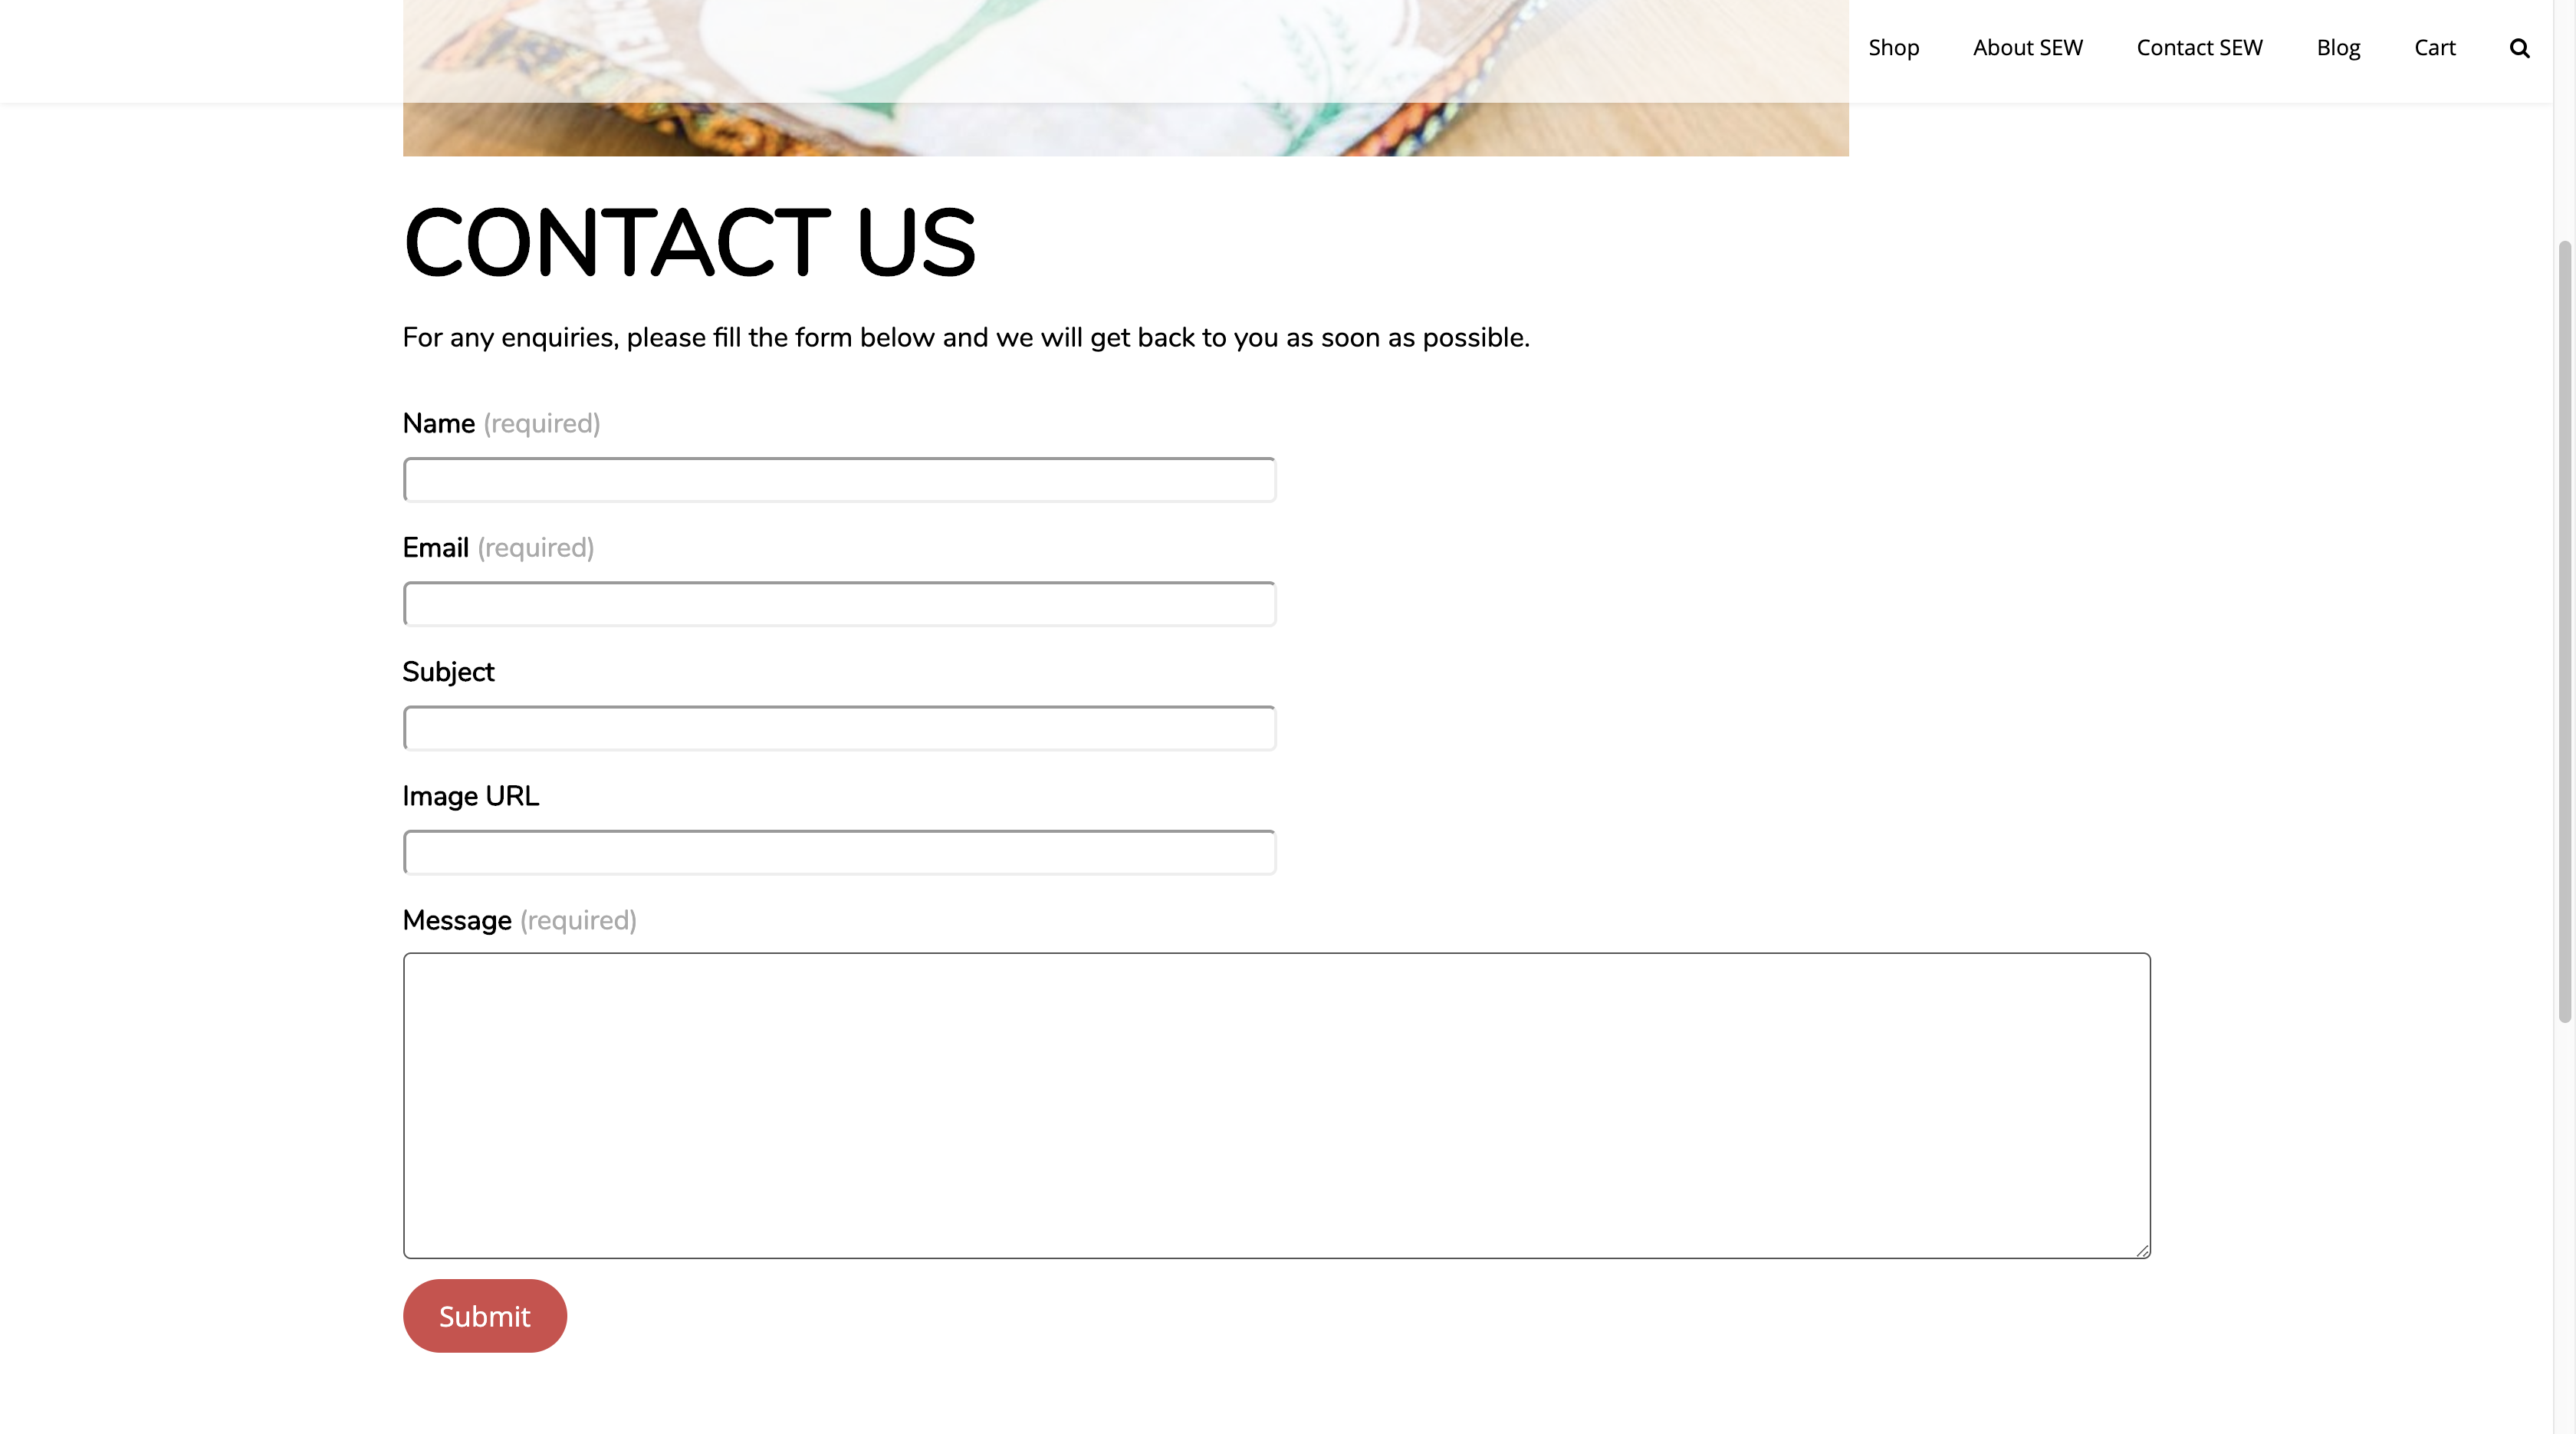 Shop About SEW Contact SEW Blog Cart
CONTACT US
For any enquiries, please fill the form below and we will get back to you as soon as possible.
Name (required)
Email (required)
Subject
Image URL
Message (required)
Submit